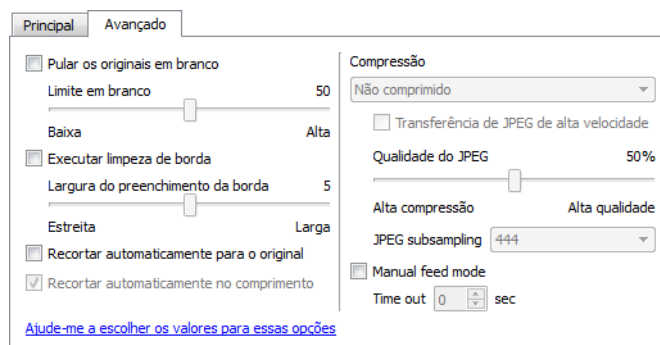 Principal
Avançado
Pular os originais em branco
Limite em branco 50
Baixa Alta
Executar limpeza de borda
Largura do preenchimento da borda 5
Estreita Larga
Recortar automaticamente para o original
Recortar automaticamente no comprimento
Ajude-me a escolher os valores para essas opções
Compressão
Não comprimido
Transferência de JPEG de alta velocidade
Qualidade do JPEG 50%
Alta compressão Alta qualidade
JPEG subsampling 444
Manual feed mode
Time out 0 sec